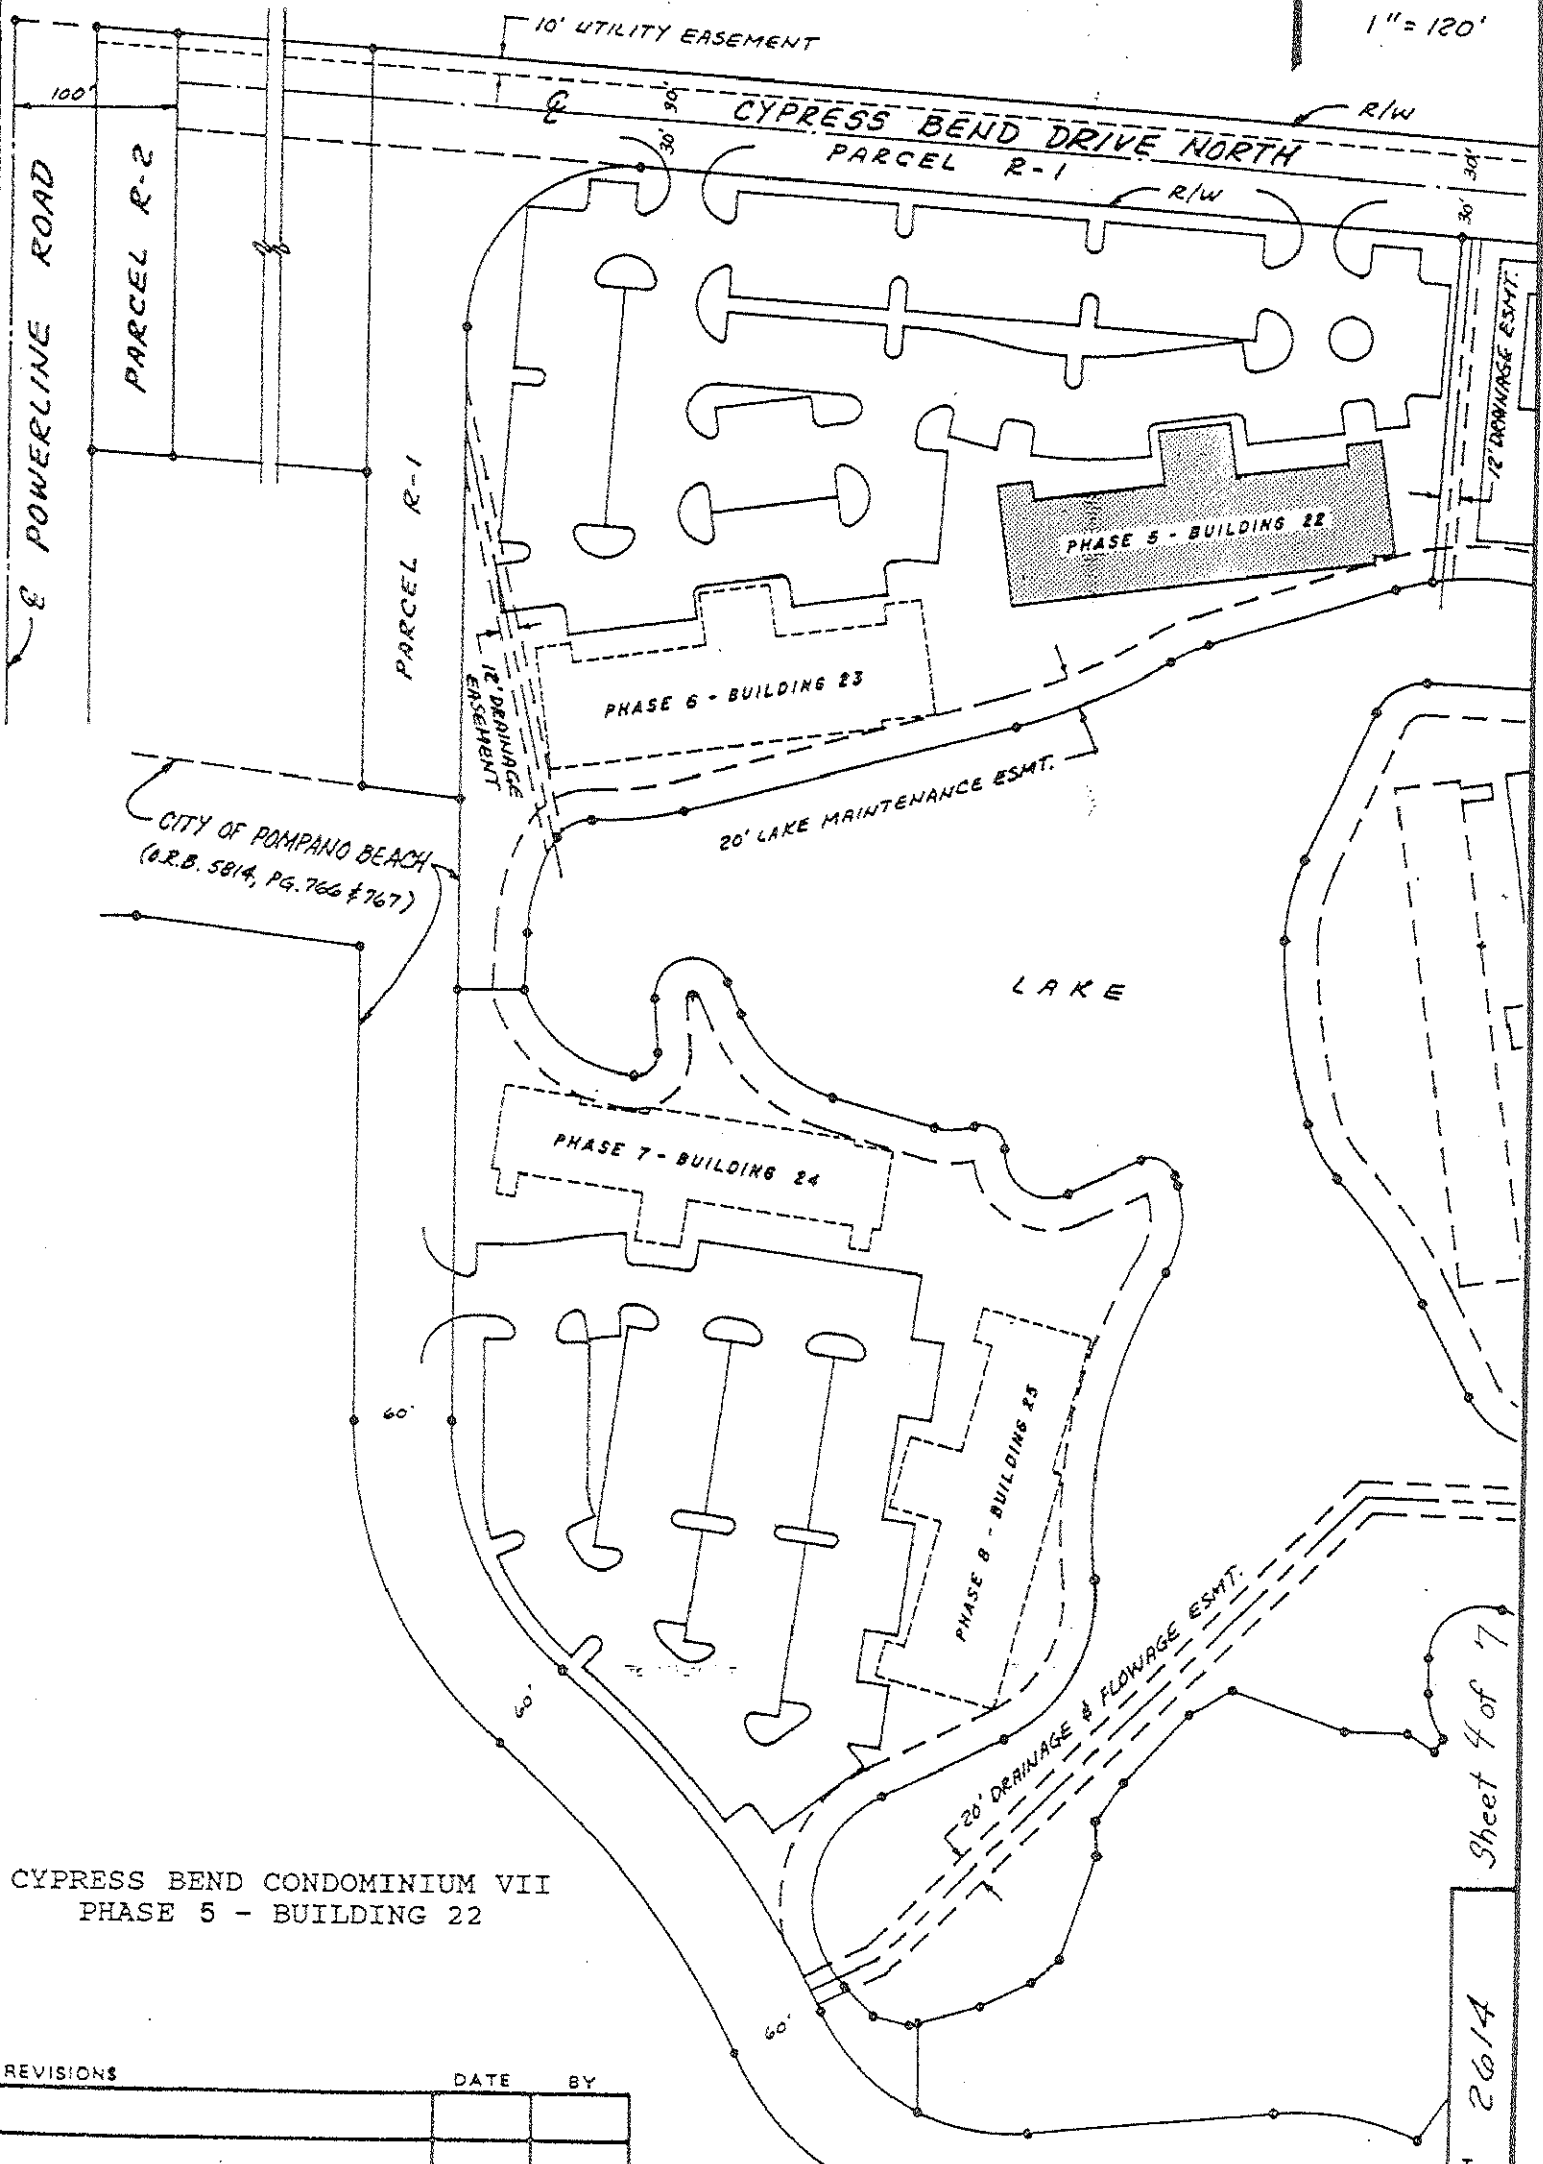 1" = 120'
10' UTILITY EASEMENT
100'
R/W
℄
30' 30'
CYPRESS BEND DRIVE NORTH
PARCEL R-1
R/W
30' 30'
PARCEL R-2
℄ POWERLINE ROAD
12' DRAINAGE ESMT.
PARCEL R-1
PHASE 5 - BUILDING 22
12' DRAINAGE
EASEMENT
PHASE 6 - BUILDING 23
20' LAKE MAINTENANCE ESMT.
CITY OF POMPANO BEACH
(O.R.B. 5814, PG. 766 & 767)
LAKE
PHASE 7 - BUILDING 24
60'
PHASE 8 - BUILDING 25
60'
20' DRAINAGE & FLOWAGE ESMT.
Sheet 4 of 7
CYPRESS BEND CONDOMINIUM VII
PHASE 5 - BUILDING 22
60'
2614
REVISIONS DATE BY